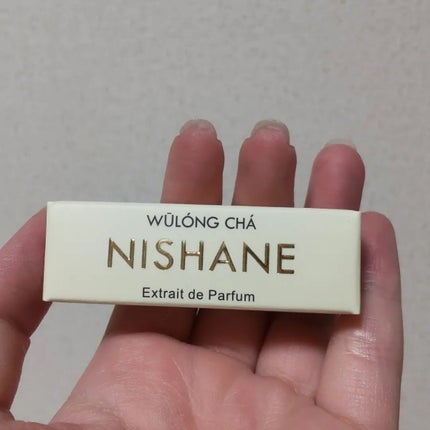 WŪLÓNG CHÁ
NISHANE
Extrait de Parfum